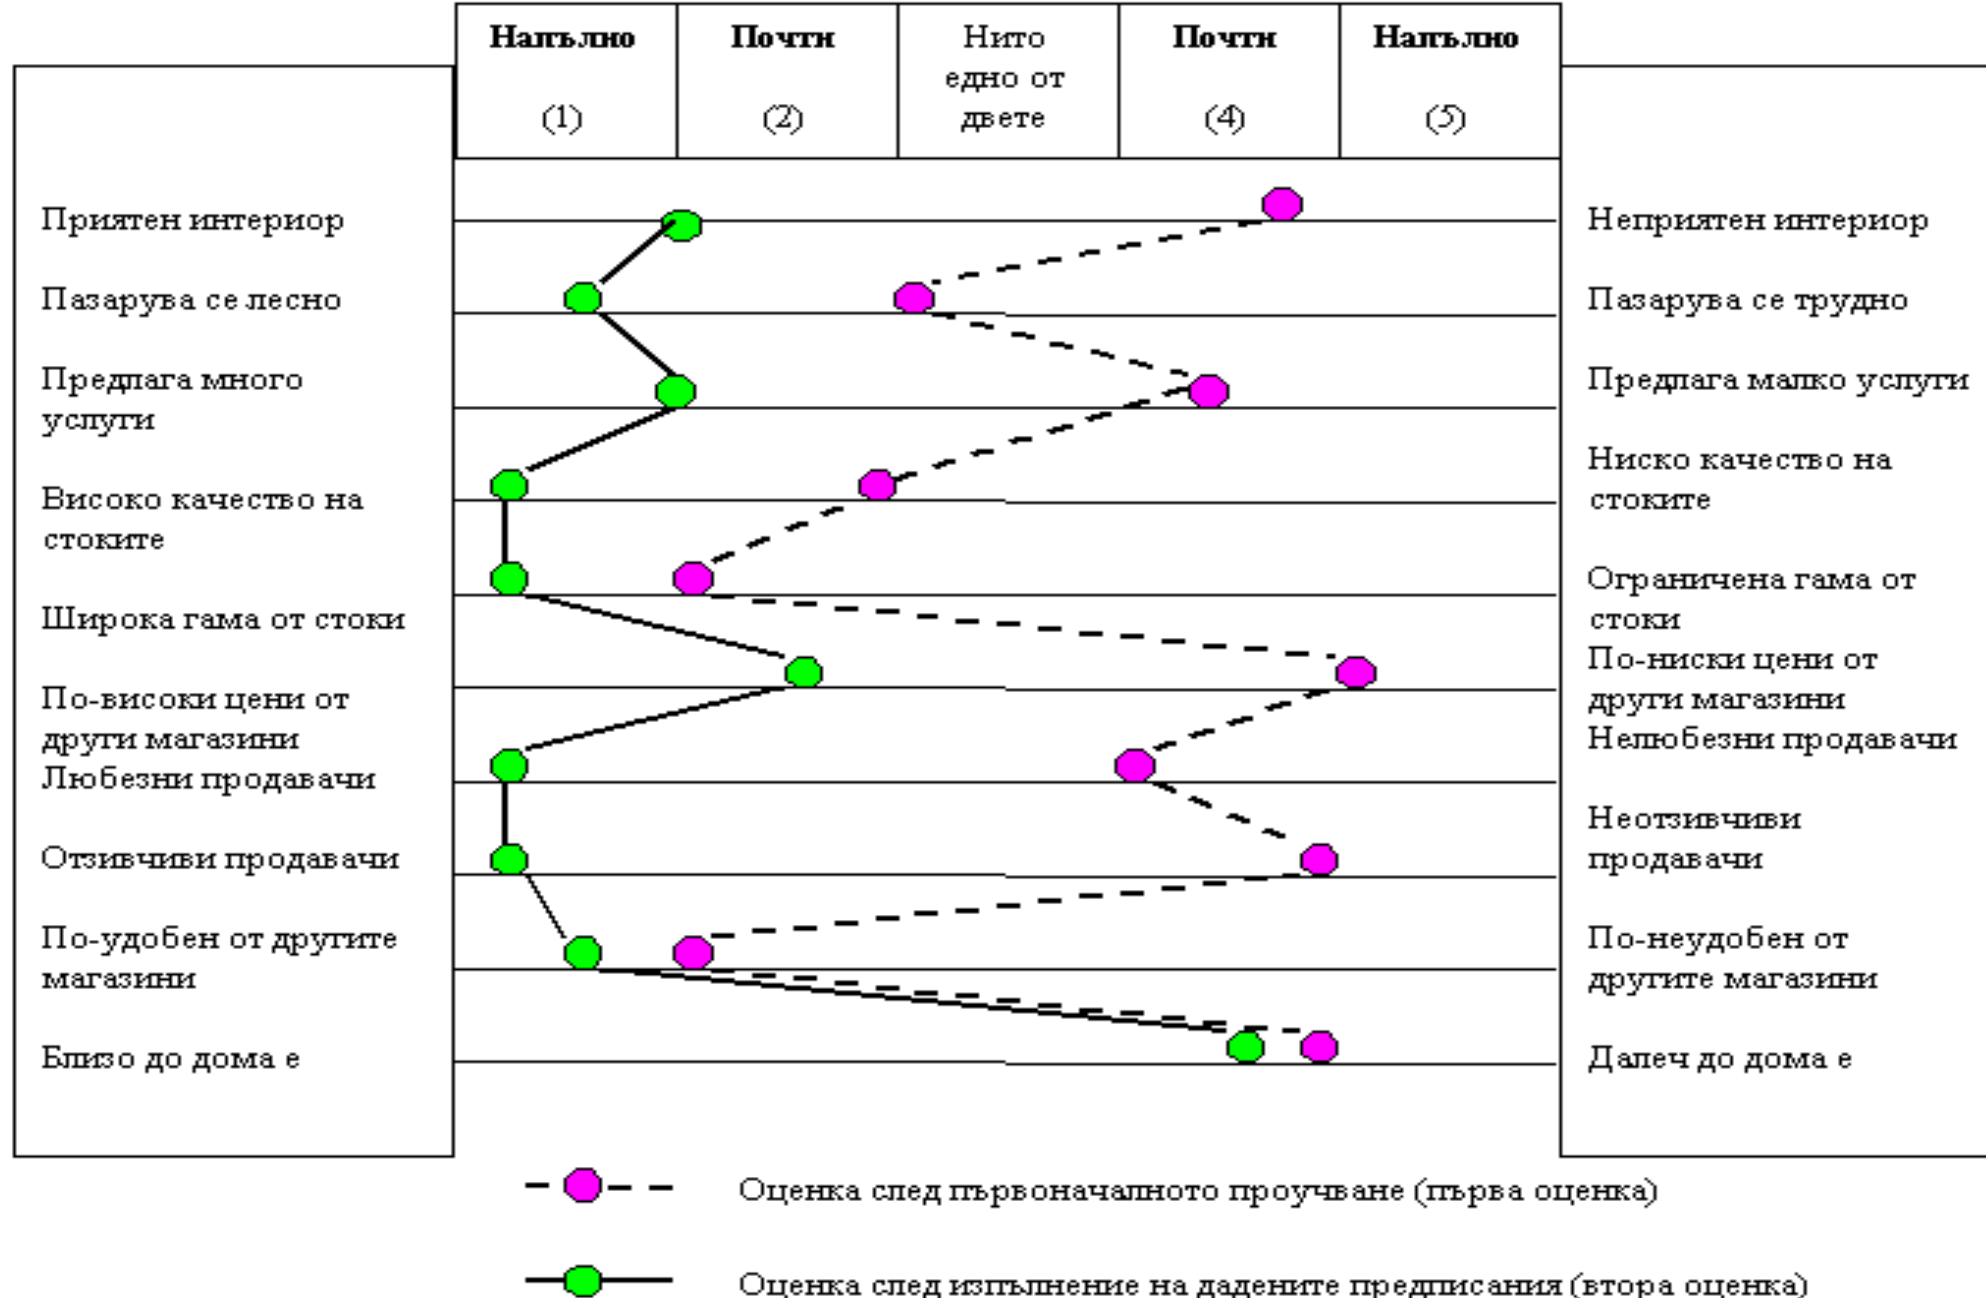 Напълно
Почти
Нито
едно от
двете
Почти
Напълно
(1)
(2)
(4)
(5)
Приятен интериор
Пазарува се лесно
Предлага много
услуги
Високо качество на
стоките
Широка гама от стоки
По-високи цени от
други магазини
Любезни продавачи
Отзивчиви продавачи
По-удобен от другите
магазини
Близо до дома е
Неприятен интериор
Пазарува се трудно
Предлага малко услуги
Ниско качество на
стоките
Ограничена гама от
стоки
По-ниски цени от
други магазини
Нелюбезни продавачи
Неотзивчиви
продавачи
По-неудобен от
другите магазини
Далеч до дома е
Оценка след първоначалното проучване (първа оценка)
Оценка след изпълнение на дадените предписания (втора оценка)